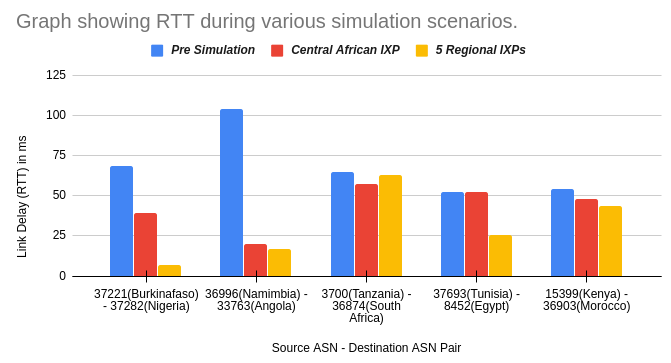 Graph showing RTT during various simulation scenarios.
Pre Simulation Central African IXP 5 Regional IXPs
Link Delay (RTT) in ms
125
100
75
50
25
0
37221(Burkinafaso)
- 37282(Nigeria)
36996(Namimbia) -
33763(Angola)
3700(Tanzania) -
36874(South
Africa)
37693(Tunisia) -
8452(Egypt)
15399(Kenya) -
36903(Morocco)
Source ASN - Destination ASN Pair